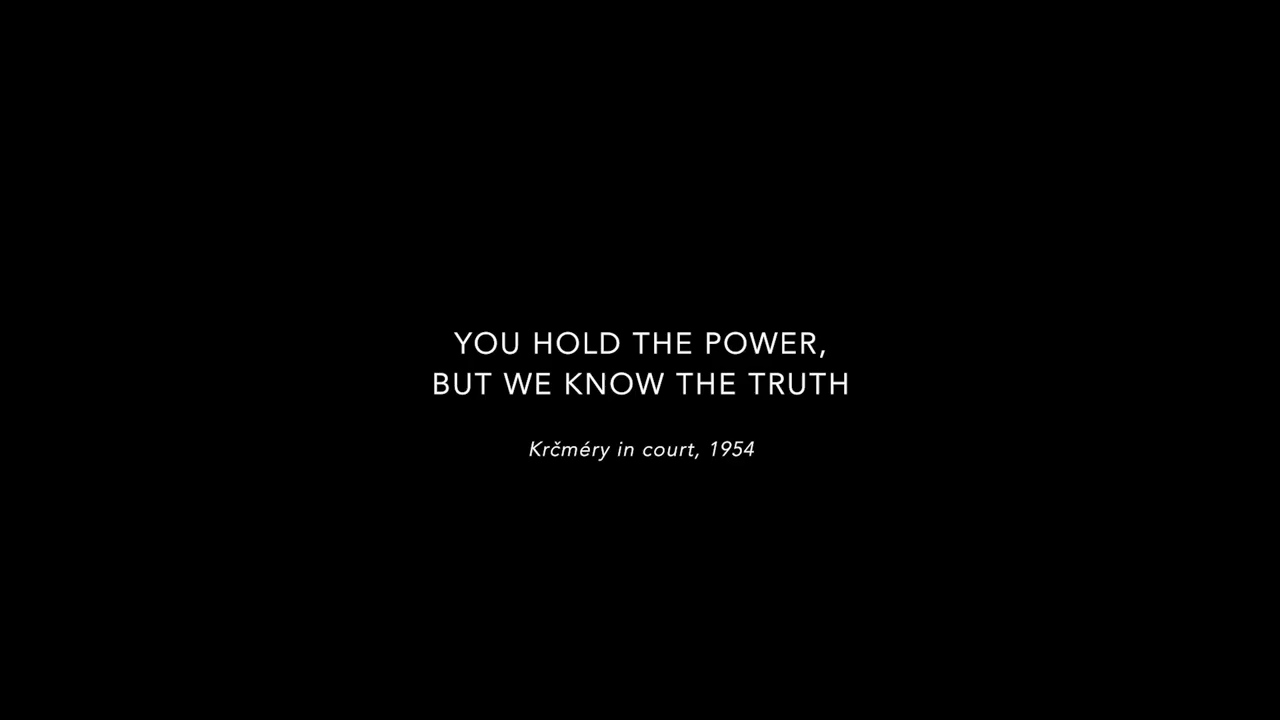 YOU HOLD THE POWER,
BUT WE KNOW THE TRUTH
Krčméry in court, 1954